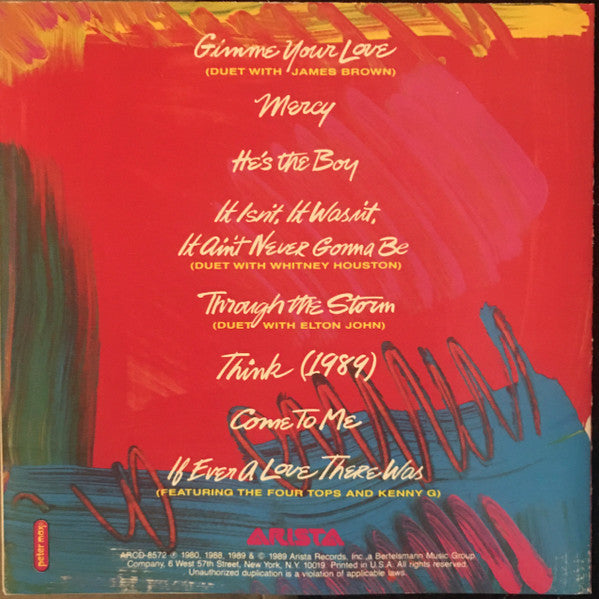 Gimme Your Love
(DUET WITH JAMES BROWN)
Mercy
He's the Boy
It Isn't, It Wasn't,
It Ain't Never Gonna Be
(DUET WITH WHITNEY HOUSTON)
Through the Storm
(DUET WITH ELTON JOHN)
Think (1989)
Come To Me
If Ever A Love There Was
(FEATURING THE FOUR TOPS AND KENNY G)
ARISTA
peter max
ARCD-8572 ℗ 1980, 1988, 1989 & © 1989 Arista Records, Inc., a Bertelsmann Music Group
Company, 6 West 57th Street, New York, N.Y. 10019 Printed in U.S.A. All rights reserved.
Unauthorized duplication is a violation of applicable laws.